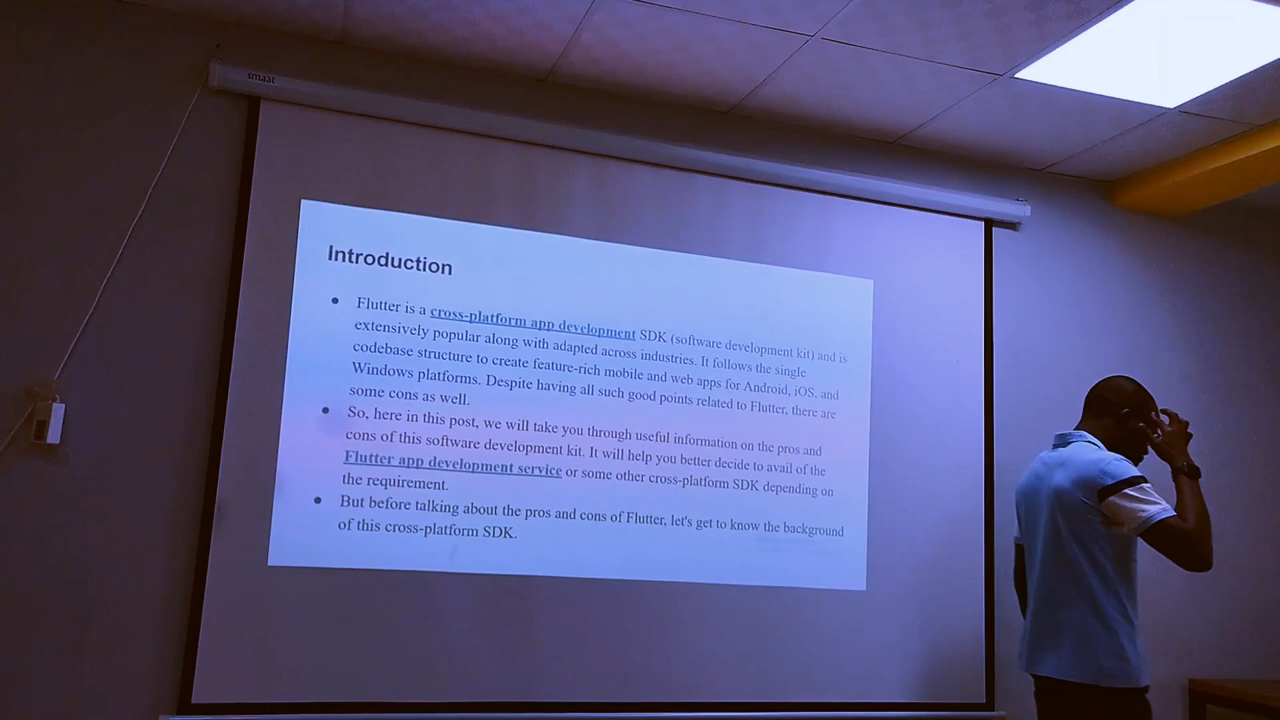 smaat
Introduction
• Flutter is a cross-platform app development SDK (software development kit) and is
extensively popular along with adapted across industries. It follows the single
codebase structure to create feature-rich mobile and web apps for Android, iOS, and
Windows platforms. Despite having all such good points related to Flutter, there are
some cons as well.
• So, here in this post, we will take you through useful information on the pros and
cons of this software development kit. It will help you better decide to avail of the
Flutter app development service or some other cross-platform SDK depending on
the requirement.
• But before talking about the pros and cons of Flutter, let's get to know the background
of this cross-platform SDK.